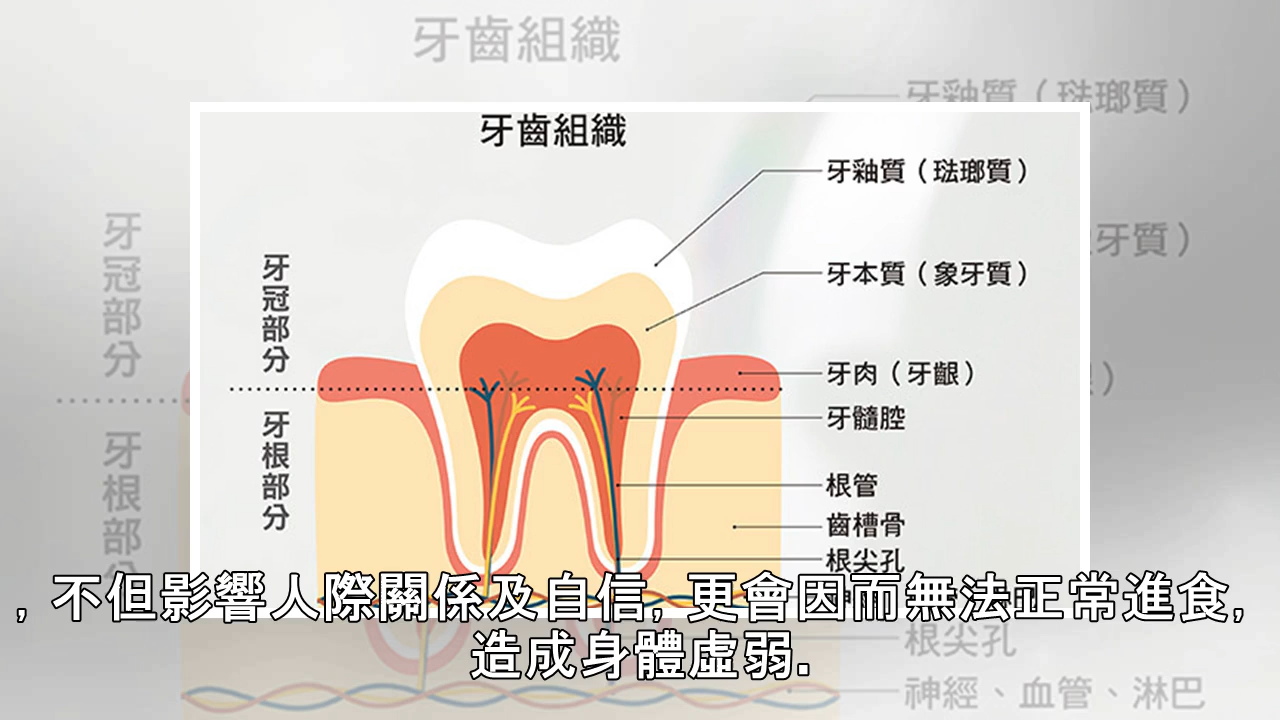 牙齒組織
牙釉質（琺瑯質）
牙齒組織
牙釉質（琺瑯質）
牙本質（象牙質）
牙肉（牙齦）
牙髓腔
根管
齒槽骨
根尖孔
牙冠部分
牙根部分
牙冠部分
牙根部
牙質）
）
, 不但影響人際關係及自信, 更會因而無法正常進食,
造成身體虛弱.
根尖孔
神經、血管、淋巴